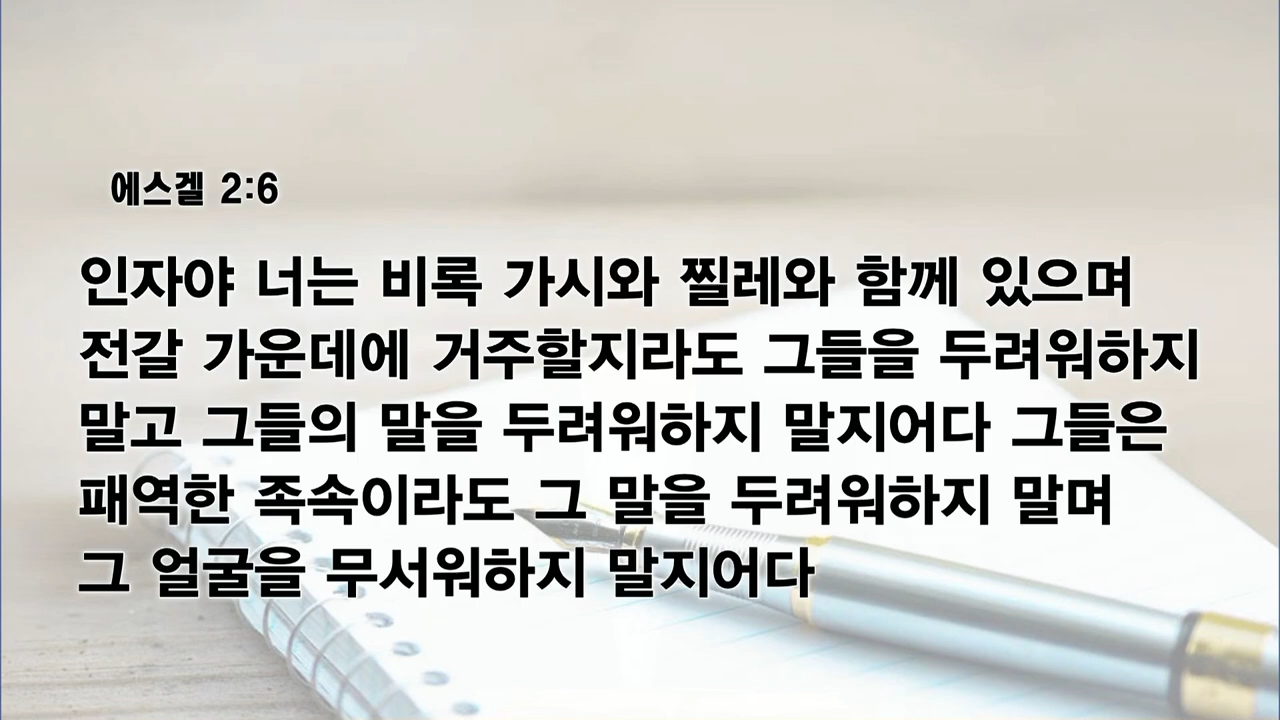 에스겔 2:6
인자야 너는 비록 가시와 찔레와 함께 있으며
전갈 가운데에 거주할지라도 그들을 두려워하지
말고 그들의 말을 두려워하지 말지어다 그들은
패역한 족속이라도 그 말을 두려워하지 말며
그 얼굴을 무서워하지 말지어다